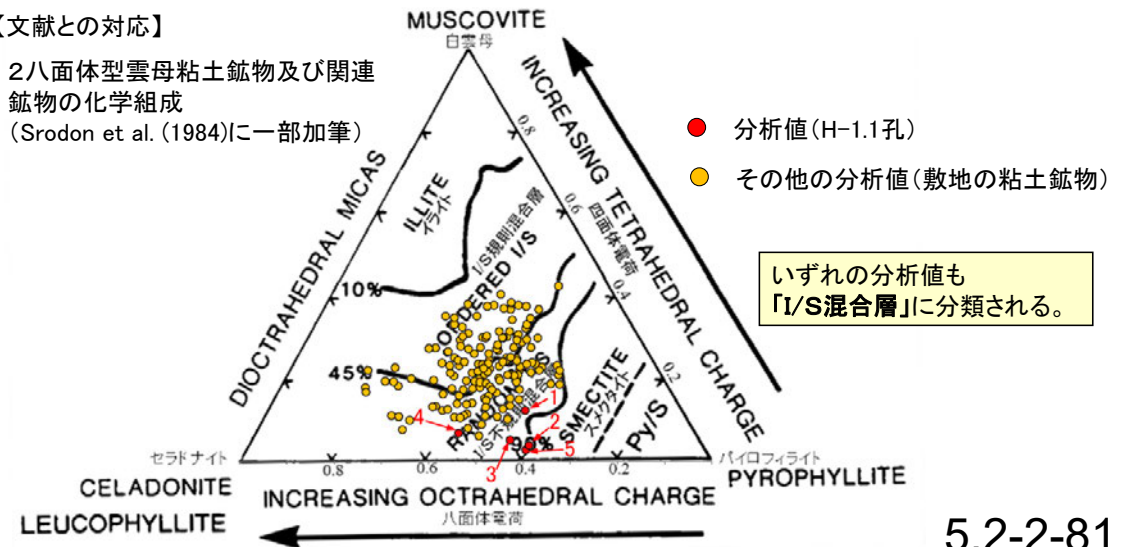 【文献との対応】
2八面体型雲母粘土鉱物及び関連
鉱物の化学組成
(Srodon et al. (1984)に一部加筆)
MUSCOVITE
白雲母
分析値(H-1.1孔)
その他の分析値(敷地の粘土鉱物)
いずれの分析値も
「I/S混合層」に分類される。
DIOCTRAHEDRAL MICAS
INCREASING TETRAHEDRAL CHARGE
四面体電荷
0.8
0.6
0.4
0.2
ILLITE
イライト
I/S規則混合層
ORDERED I/S
10%
45%
I/S不規則混合層
90%
SMECTITE
スメクタイト
Py/S
1
2
3
4
5
セラドナイト
CELADONITE
LEUCOPHYLLITE
0.8
0.6
0.4
0.2
パイロフィライト
PYROPHYLLITE
INCREASING OCTRAHEDRAL CHARGE
八面体電荷
5.2-2-81